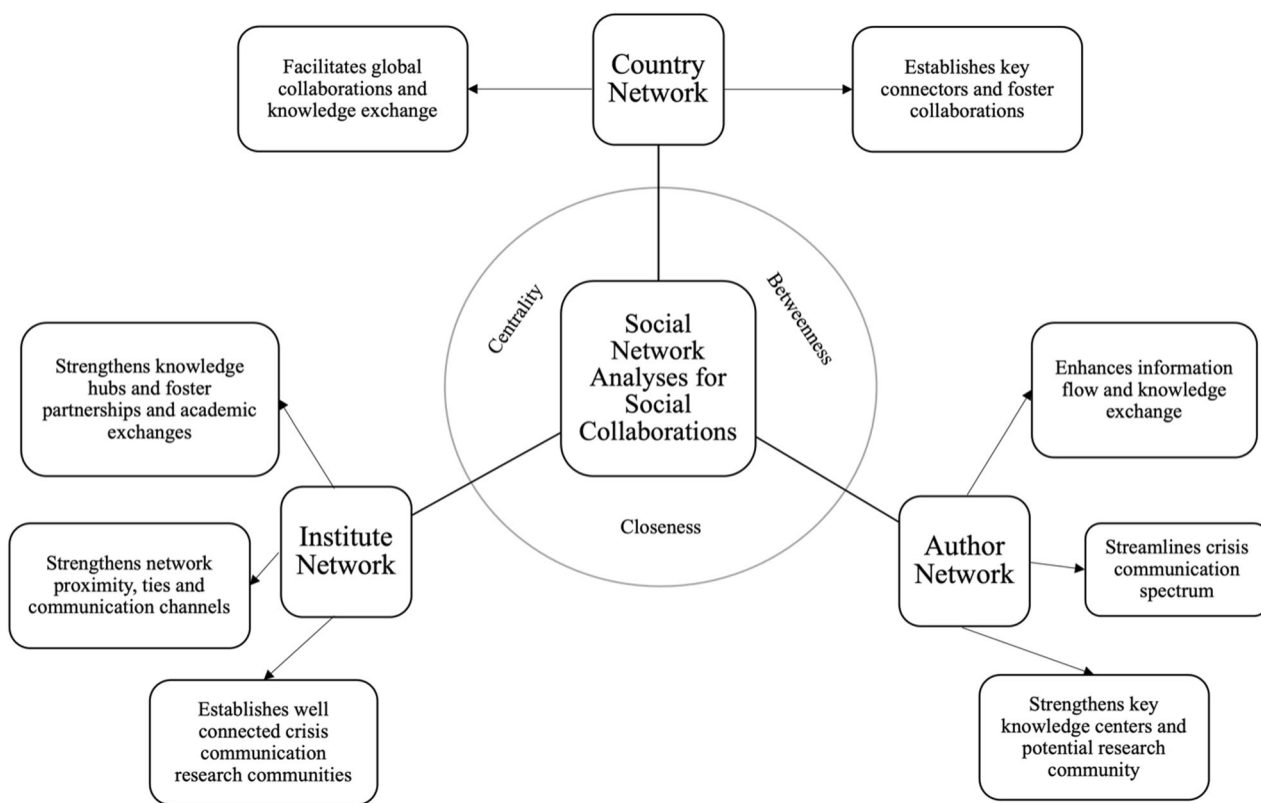 Facilitates global
collaborations and
knowledge exchange
Country
Network
Establishes key
connectors and foster
collaborations
Centrality
Betweenness
Closeness
Social
Network
Analyses for
Social
Collaborations
Strengthens knowledge
hubs and foster
partnerships and academic
exchanges
Institute
Network
Strengthens network
proximity, ties and
communication channels
Establishes well
connected crisis
communication
research communities
Enhances information
flow and knowledge
exchange
Author
Network
Streamlines crisis
communication
spectrum
Strengthens key
knowledge centers and
potential research
community